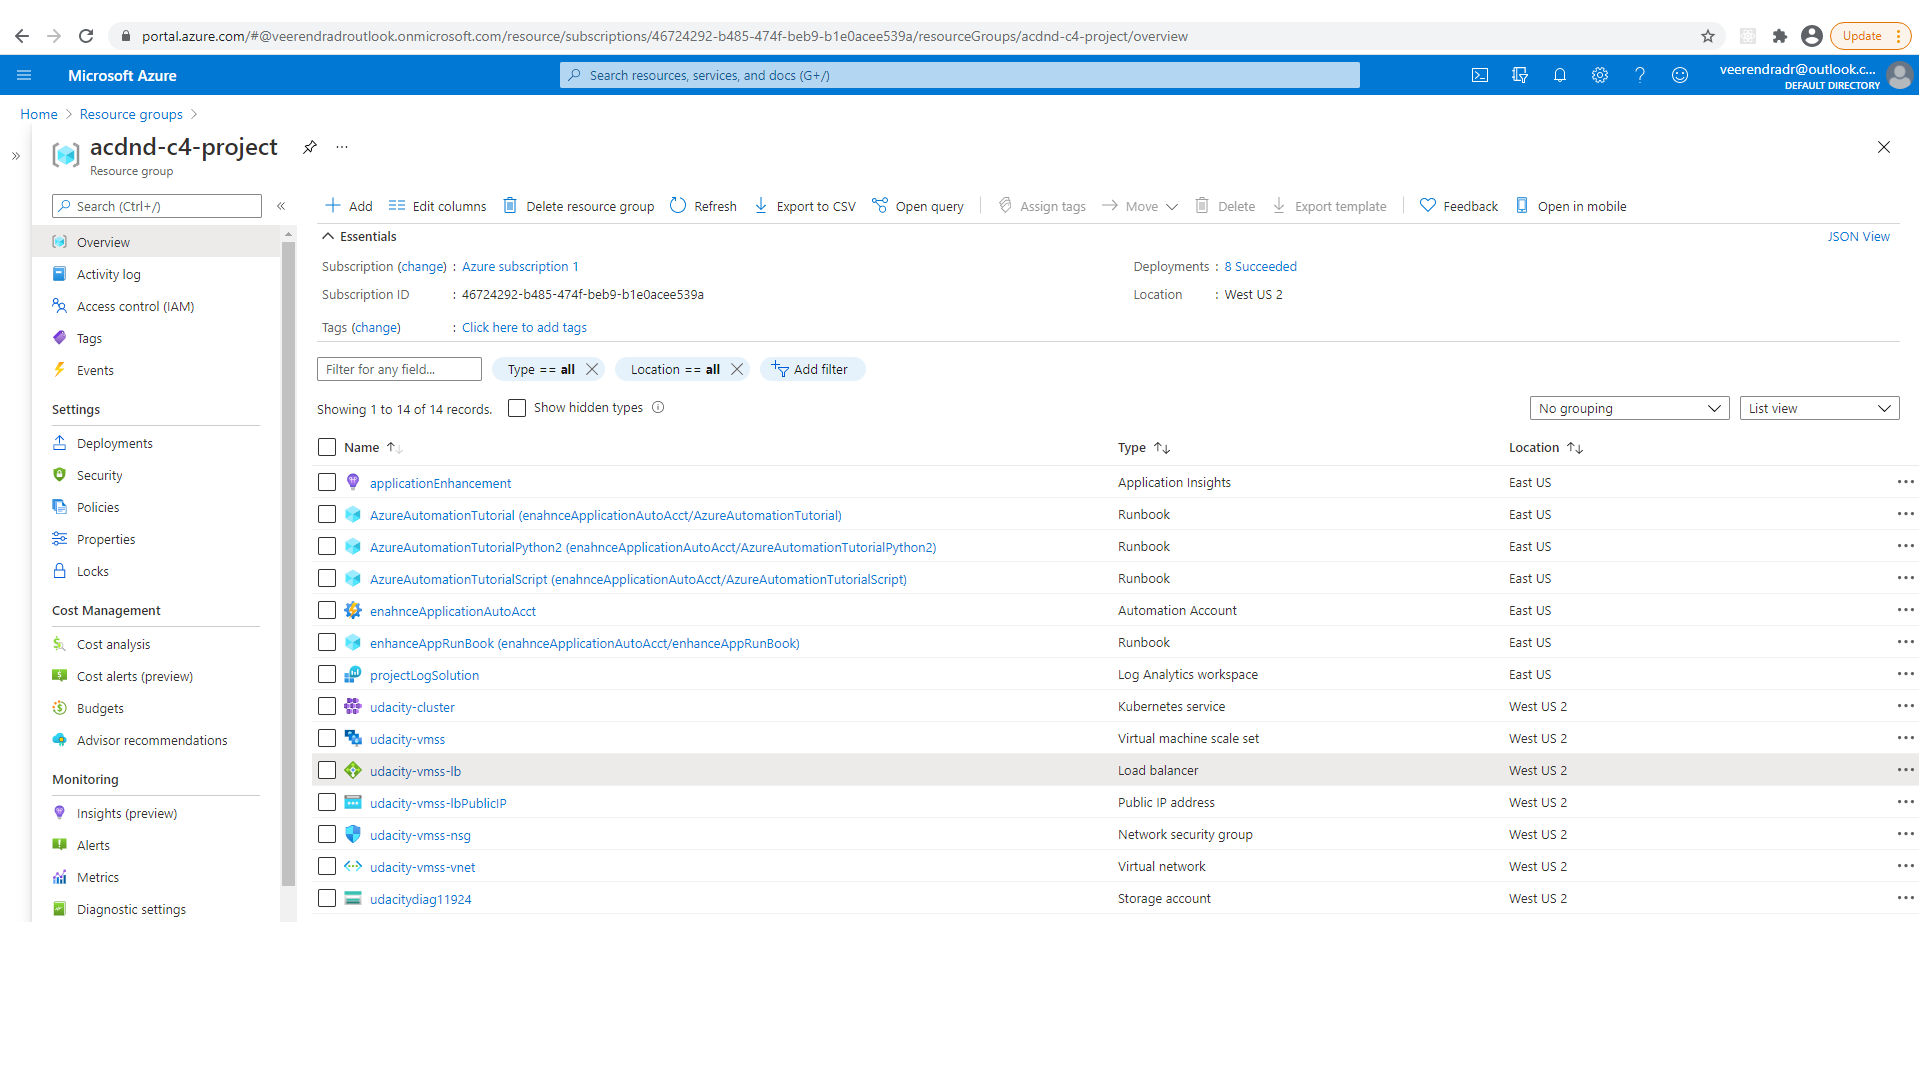 portal.azure.com/#@veerendradroutlook.onmicrosoft.com/resource/subscriptions/46724292-b485-474f-beb9-b1e0acee539a/resourceGroups/acdnd-c4-project/overview
Update
Microsoft Azure
Search resources, services, and docs (G+/)
veerendradr@outlook.c...
DEFAULT DIRECTORY
Home > Resource groups >
acdnd-c4-project
Resource group
Search (Ctrl+/)
Add Edit columns Delete resource group Refresh Export to CSV Open query Assign tags Move Delete Export template Feedback Open in mobile
Overview
Activity log
Access control (IAM)
Tags
Events
Settings
Deployments
Security
Policies
Properties
Locks
Cost Management
Cost analysis
Cost alerts (preview)
Budgets
Advisor recommendations
Monitoring
Insights (preview)
Alerts
Metrics
Diagnostic settings
Essentials
JSON View
Subscription (change) : Azure subscription 1
Deployments : 8 Succeeded
Subscription ID : 46724292-b485-474f-beb9-b1e0acee539a
Location : West US 2
Tags (change) : Click here to add tags
Filter for any field... Type == all Location == all Add filter
Showing 1 to 14 of 14 records. Show hidden types
No grouping List view
Name Type Location
applicationEnhancement Application Insights East US
AzureAutomationTutorial (enahnceApplicationAutoAcct/AzureAutomationTutorial) Runbook East US
AzureAutomationTutorialPython2 (enahnceApplicationAutoAcct/AzureAutomationTutorialPython2) Runbook East US
AzureAutomationTutorialScript (enahnceApplicationAutoAcct/AzureAutomationTutorialScript) Runbook East US
enahnceApplicationAutoAcct Automation Account East US
enhanceAppRunBook (enahnceApplicationAutoAcct/enhanceAppRunBook) Runbook East US
projectLogSolution Log Analytics workspace East US
udacity-cluster Kubernetes service West US 2
udacity-vmss Virtual machine scale set West US 2
udacity-vmss-lb Load balancer West US 2
udacity-vmss-lbPublicIP Public IP address West US 2
udacity-vmss-nsg Network security group West US 2
udacity-vmss-vnet Virtual network West US 2
udacitydiag11924 Storage account West US 2